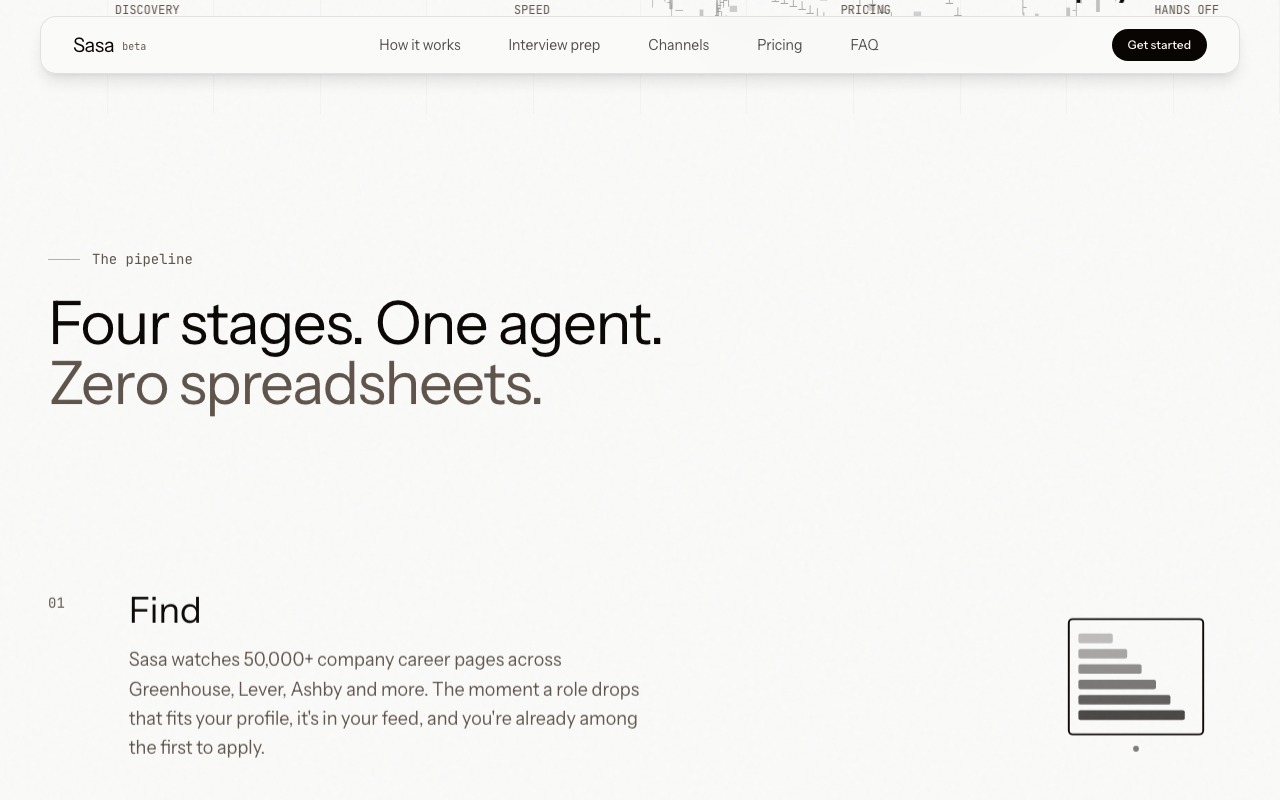 DISCOVERY
SPEED
PRICING
HANDS OFF
Sasa beta
How it works
Interview prep
Channels
Pricing
FAQ
Get started
The pipeline
Four stages. One agent.
Zero spreadsheets.
01
Find
Sasa watches 50,000+ company career pages across
Greenhouse, Lever, Ashby and more. The moment a role drops
that fits your profile, it's in your feed, and you're already among
the first to apply.